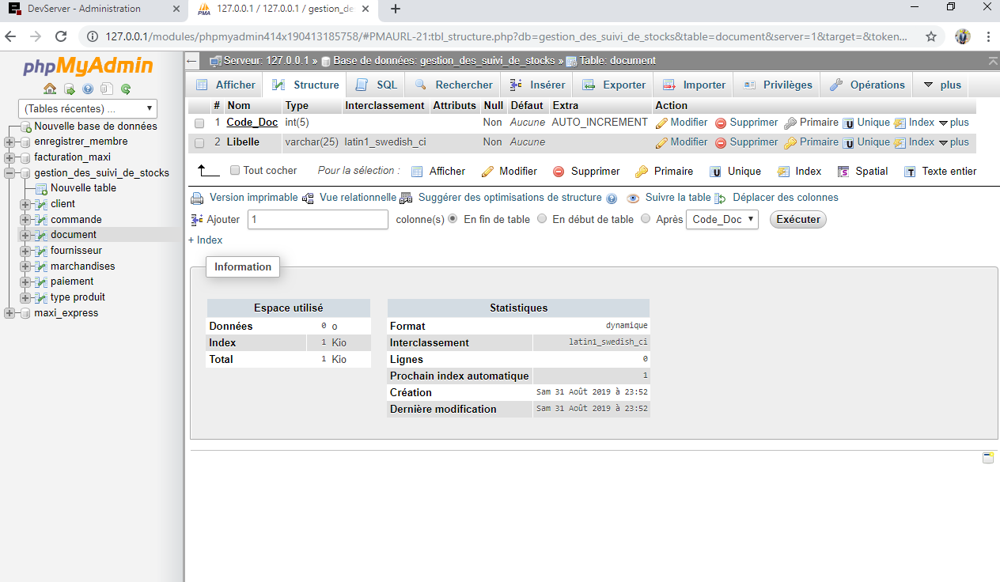 DevServer - Administration
127.0.0.1 / 127.0.0.1 / gestion_de
127.0.0.1/modules/phpmyadmin414x190413185758/#PMAURL-21:tbl_structure.php?db=gestion_des_suivi_de_stocks&table=document&server=1&target=&token...
phpMyAdmin
(Tables récentes) ...
Nouvelle base de données
enregistrer_membre
facturation_maxi
gestion_des_suivi_de_stocks
Nouvelle table
client
commande
document
fournisseur
marchandises
paiement
type produit
maxi_express
Serveur: 127.0.0.1 » Base de données: gestion_des_suivi_de_stocks » Table: document
Afficher Structure SQL Rechercher Insérer Exporter Importer Privilèges Opérations plus
# Nom Type Interclassement Attributs Null Défaut Extra Action
1 Code_Doc int(5) Non Aucune AUTO_INCREMENT Modifier Supprimer Primaire Unique Index plus
2 Libelle varchar(25) latin1_swedish_ci Non Aucune Modifier Supprimer Primaire Unique Index plus
Tout cocher Pour la sélection : Afficher Modifier Supprimer Primaire Unique Index Spatial Texte entier
Version imprimable Vue relationnelle Suggérer des optimisations de structure Suivre la table Déplacer des colonnes
Ajouter 1 colonne(s) En fin de table En début de table Après Code_Doc Exécuter
+ Index
Information
Espace utilisé
Données 0 o
Index 1 Kio
Total 1 Kio
Statistiques
Format dynamique
Interclassement latin1_swedish_ci
Lignes 0
Prochain index automatique 1
Création Sam 31 Août 2019 à 23:52
Dernière modification Sam 31 Août 2019 à 23:52